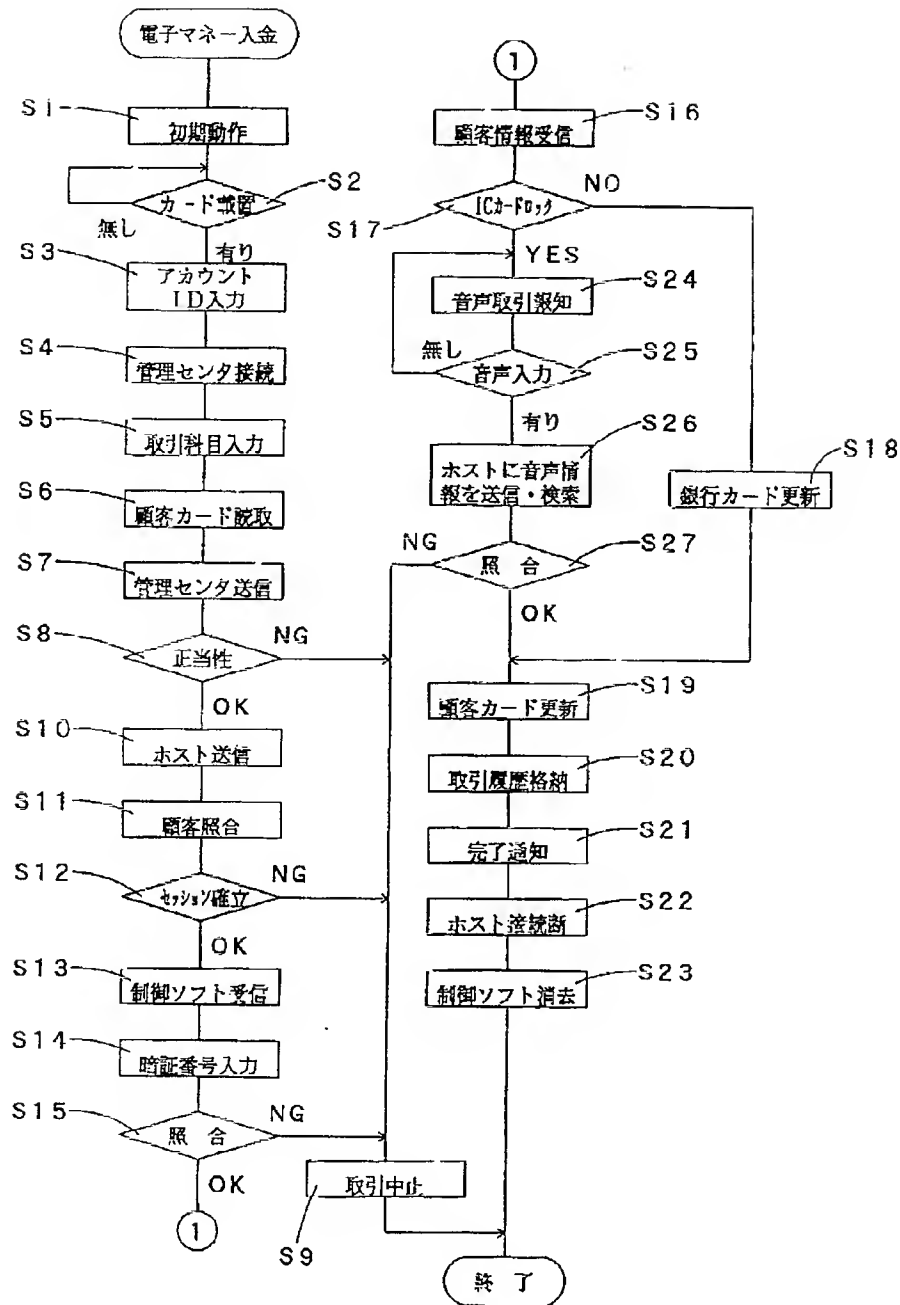 電子マネー入金
S1
初期動作
S2
カード載置
無し
有り
S3
アカウント
ID入力
S4
管理センタ接続
S5
取引科目入力
S6
顧客カード読取
S7
管理センタ送信
S8
正当性
NG
OK
S10
ホスト送信
S11
顧客照合
S12
セッション確立
NG
OK
S13
制御ソフト受信
S14
暗証番号入力
S15
照 合
NG
OK
1
S9
取引中止
1
S16
顧客情報受信
S17
ICカードロック
NO
YES
S24
音声取引報知
S25
音声入力
無し
有り
S26
ホストに音声情
報を送信・検索
S18
銀行カード更新
S27
照 合
NG
OK
S19
顧客カード更新
S20
取引履歴格納
S21
完了通知
S22
ホスト接続断
S23
制御ソフト消去
終 了